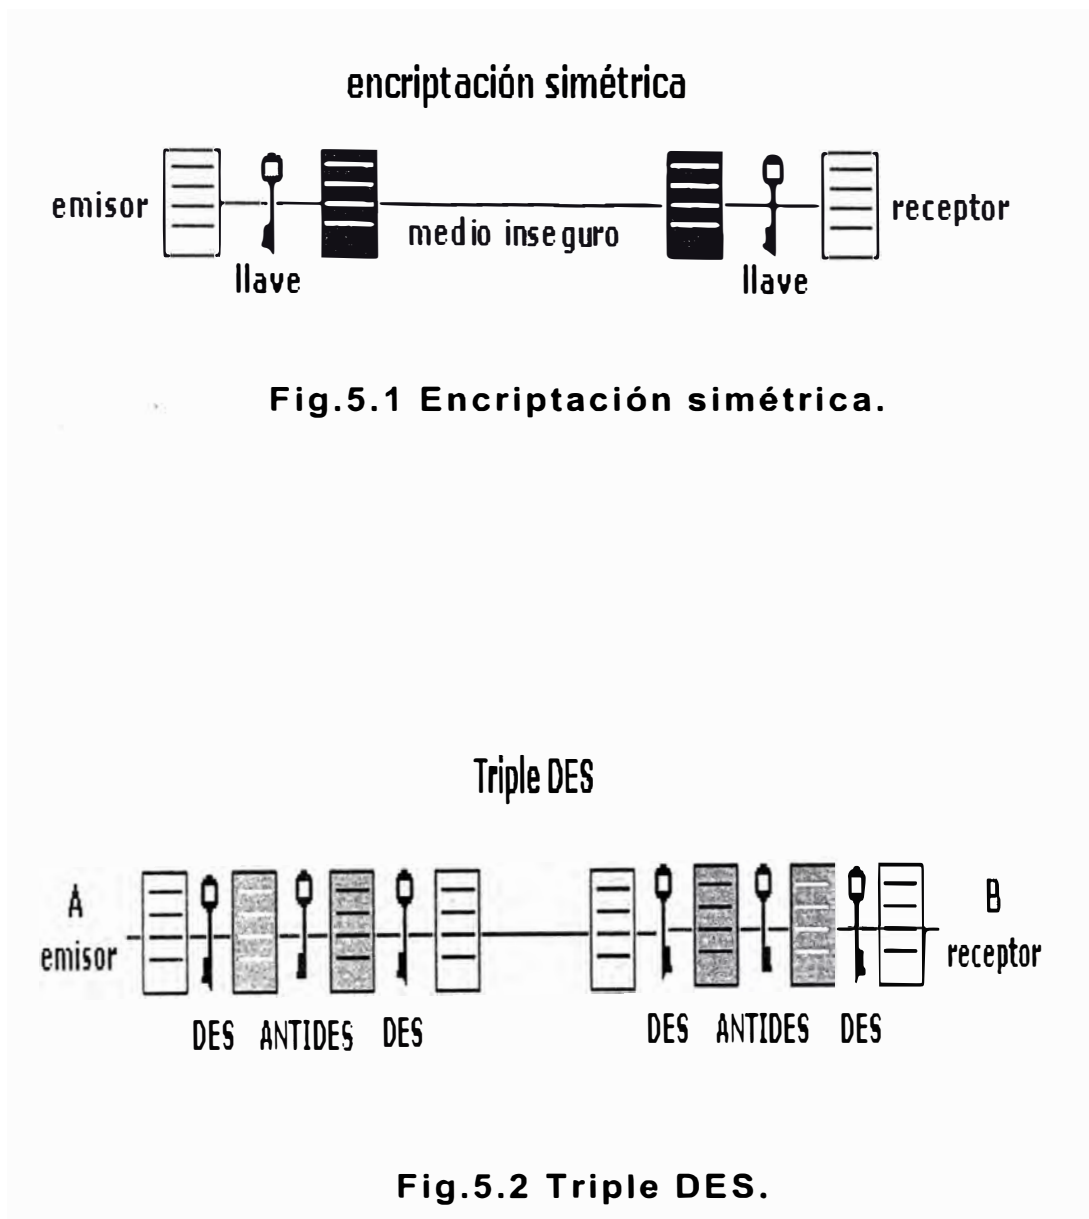 encriptación simétrica
emisor
receptor
medio inseguro
llave
llave
Fig.5.1 Encriptación simétrica.
Triple DES
A
B
emisor
receptor
DES ANTIDES DES
DES ANTIDES DES
Fig.5.2 Triple DES.